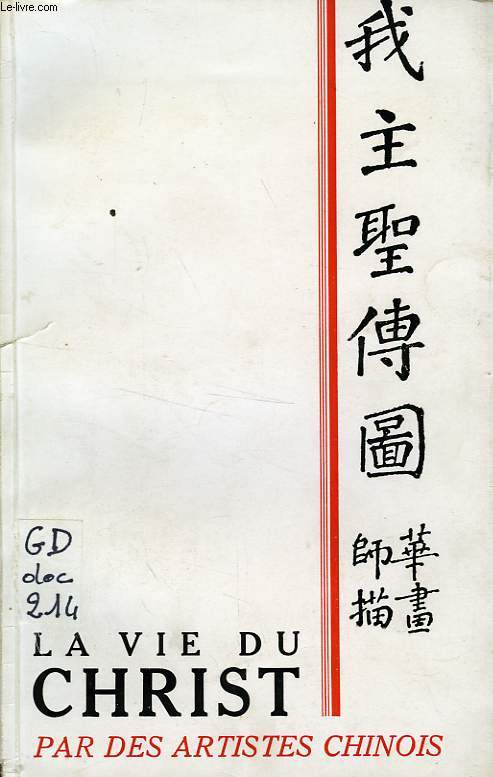 Le-livre.com
我主聖傳圖
華畫
師描
GD
doc
214
LA VIE DU
CHRIST
PAR DES ARTISTES CHINOIS